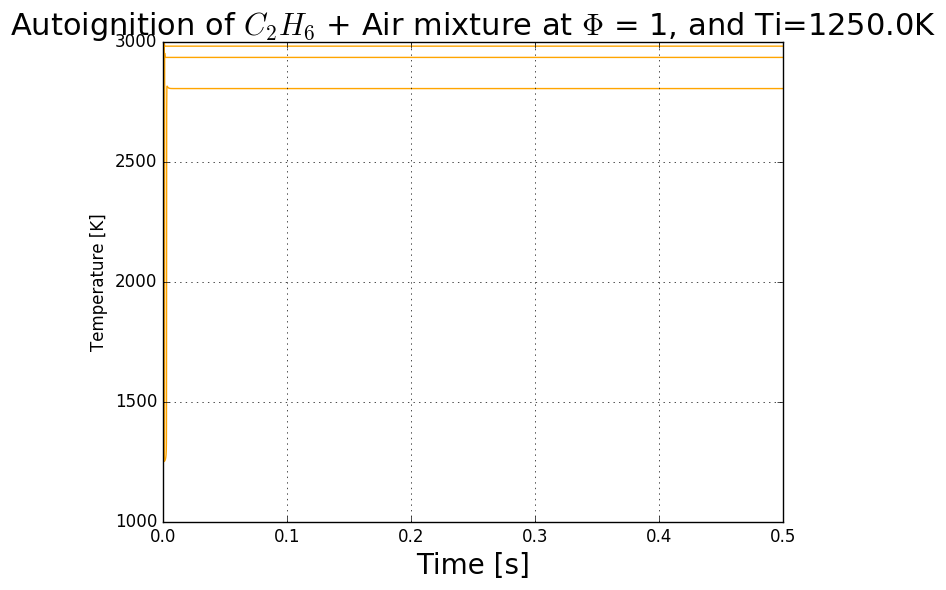 Autoignition of $C_2H_6$ + Air mixture at Φ = 1, and Ti=1250.0K
3000
2500
2000
1500
1000
Temperature [K]
0.0 0.1 0.2 0.3 0.4 0.5
Time [s]